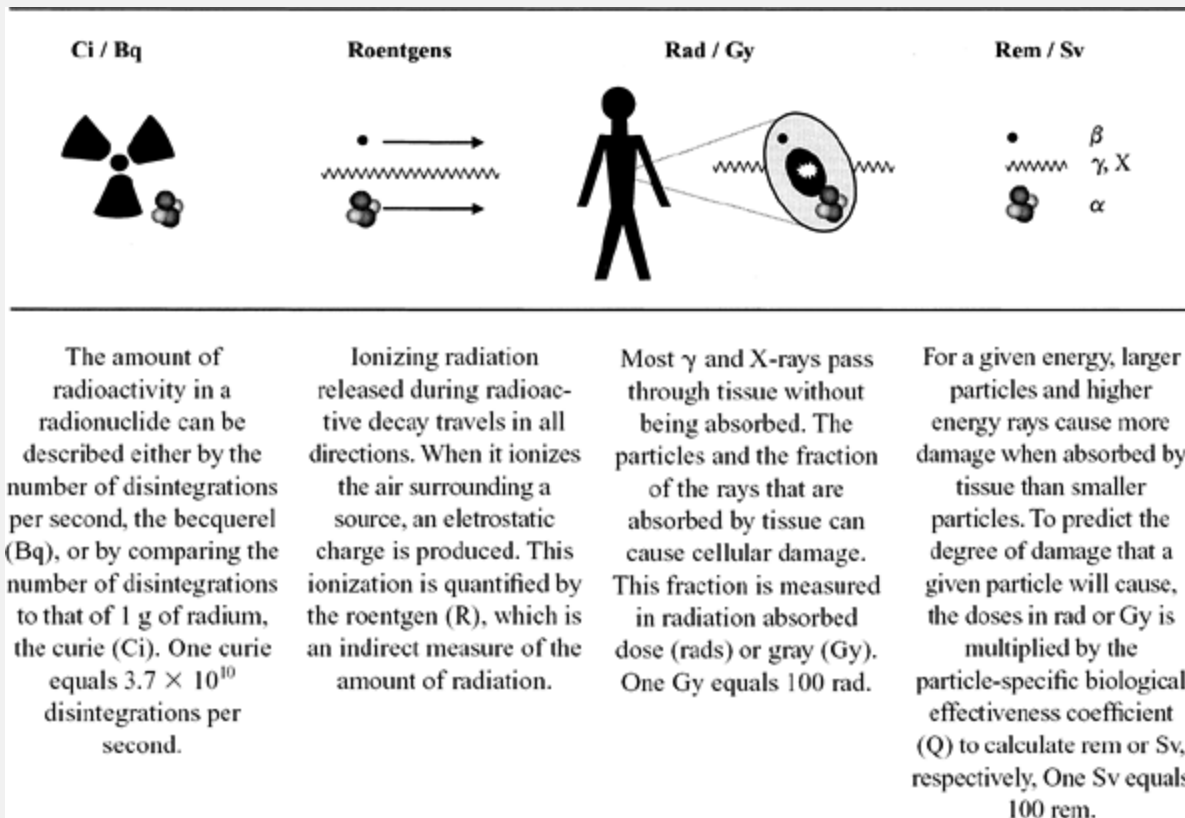 Ci / Bq
Roentgens
Rad / Gy
Rem / Sv
β
γ, X
α
The amount of
radioactivity in a
radionuclide can be
described either by the
number of disintegrations
per second, the becquerel
(Bq), or by comparing the
number of disintegrations
to that of 1 g of radium,
the curie (Ci). One curie
equals 3.7 × 10¹⁰
disintegrations per
second.
Ionizing radiation
released during radioac-
tive decay travels in all
directions. When it ionizes
the air surrounding a
source, an eletrostatic
charge is produced. This
ionization is quantified by
the roentgen (R), which is
an indirect measure of the
amount of radiation.
Most γ and X-rays pass
through tissue without
being absorbed. The
particles and the fraction
of the rays that are
absorbed by tissue can
cause cellular damage.
This fraction is measured
in radiation absorbed
dose (rads) or gray (Gy).
One Gy equals 100 rad.
For a given energy, larger
particles and higher
energy rays cause more
damage when absorbed by
tissue than smaller
particles. To predict the
degree of damage that a
given particle will cause,
the doses in rad or Gy is
multiplied by the
particle-specific biological
effectiveness coefficient
(Q) to calculate rem or Sv,
respectively, One Sv equals
100 rem.